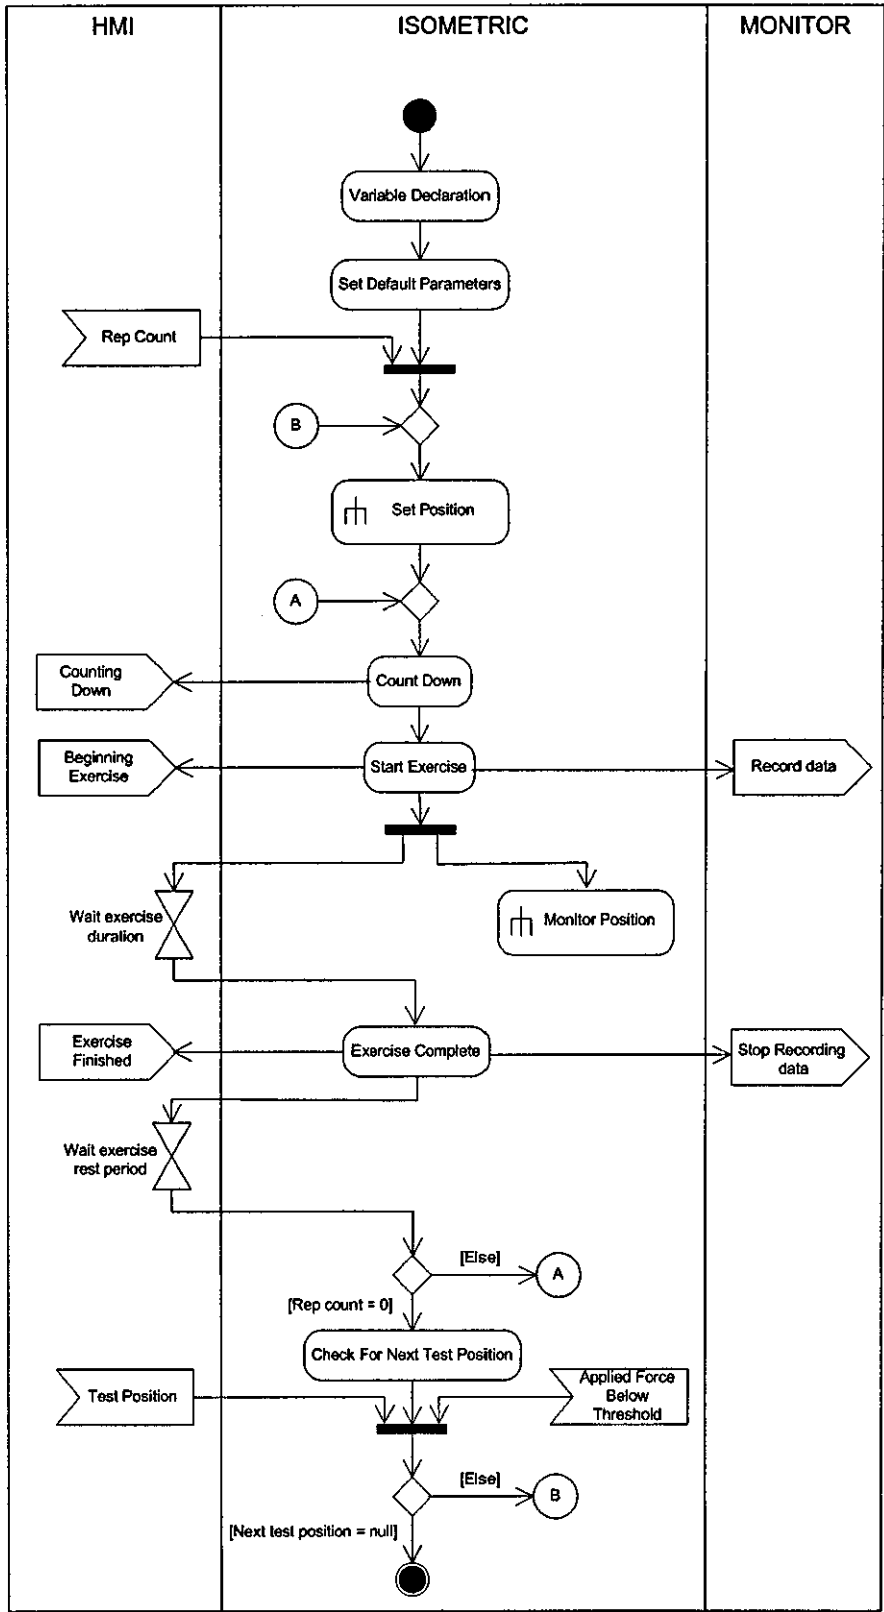 HMI
ISOMETRIC
MONITOR
Variable Declaration
Set Default Parameters
Rep Count
B
Set Position
A
Counting
Down
Count Down
Beginning
Exercise
Start Exercise
Record data
Wait exercise
duration
Monitor Position
Exercise
Finished
Exercise Complete
Stop Recording
data
Wait exercise
rest period
[Else]
A
[Rep count = 0]
Check For Next Test Position
Test Position
Applied Force
Below
Threshold
[Else]
B
[Next test position = null]